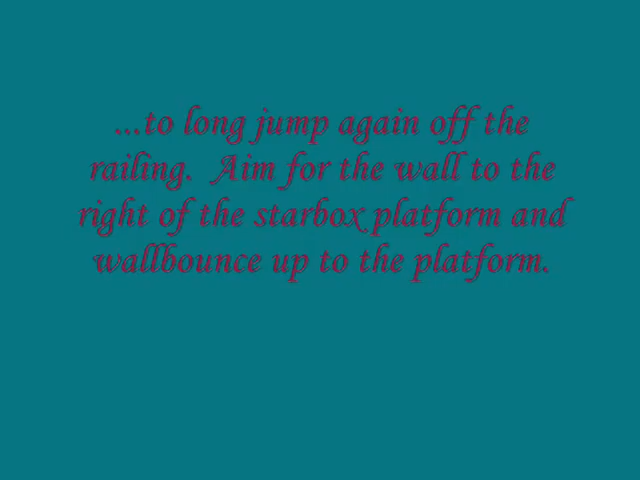 ...to long jump again off the
railing.  Aim for the wall to the
right of the starbox platform and
wallbounce up to the platform.